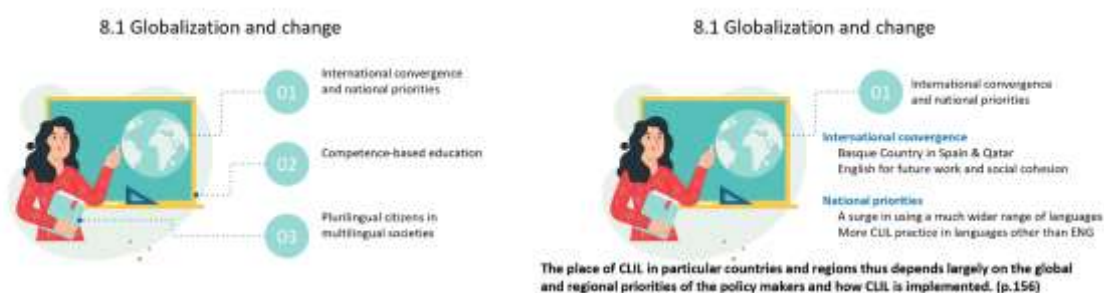 8.1 Globalization and change
01
International convergence
and national priorities
02
Competence-based education
03
Plurilingual citizens in
multilingual societies
8.1 Globalization and change
01
International convergence
and national priorities
International convergence
Basque Country in Spain & Qatar
English for future work and social cohesion
National priorities
A surge in using a much wider range of languages
More CLIL practice in languages other than ENG
The place of CLIL in particular countries and regions thus depends largely on the global
and regional priorities of the policy makers and how CLIL is implemented. (p.156)